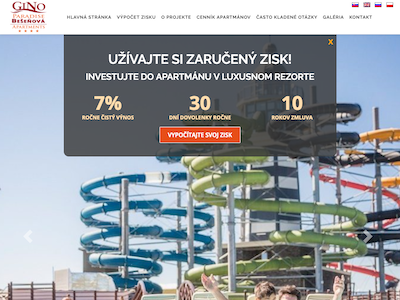 GINO
PARADISE
BEŠEŇOVÁ
APARTMENTS
HLAVNÁ STRÁNKA VYPOČET ZISKU O PROJEKTE CENNÍK APARTMÁNOV ČASTO KLADENÉ OTÁZKY GALÉRIA KONTAKT
X
UŽÍVAJTE SI ZARUČENÝ ZISK!
INVESTUJTE DO APARTMÁNU V LUXUSNOM REZORTE
7% 30 10
ROČNE ČISTÝ VÝNOS DNÍ DOVOLENKY ROČNE ROKOV ZMLUVA
VYPOČÍTAJTE SVOJ ZISK